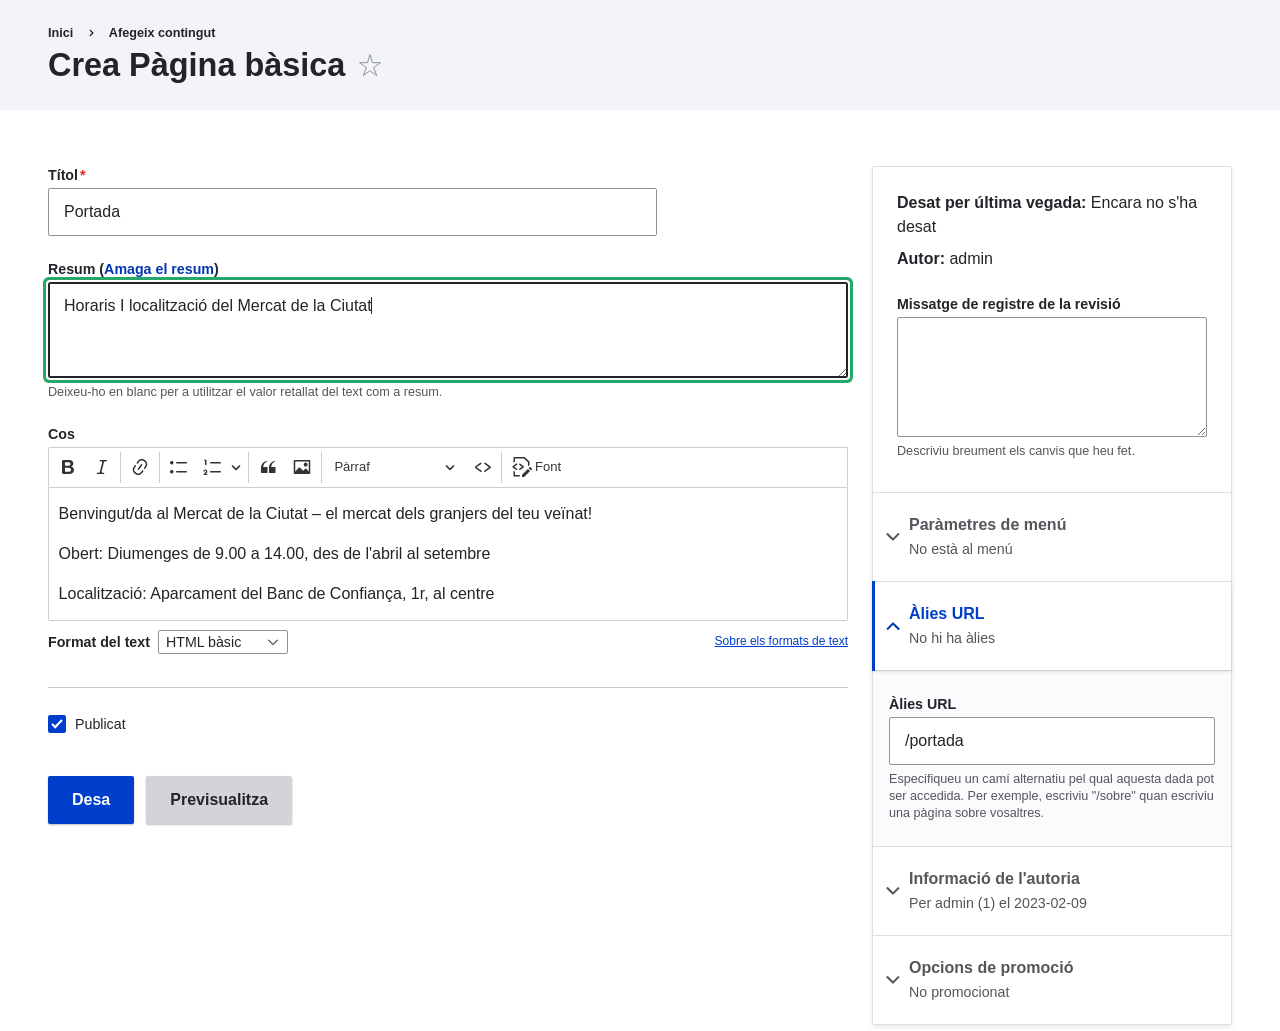 Inici › Afegeix contingut
Crea Pàgina bàsica ☆
Títol*
Portada
Resum (Amaga el resum)
Horaris I localització del Mercat de la Ciutat
Deixeu-ho en blanc per a utilitzar el valor retallat del text com a resum.
Cos
B I Pàrraf Font
Benvingut/da al Mercat de la Ciutat – el mercat dels granjers del teu veïnat!
Obert: Diumenges de 9.00 a 14.00, des de l'abril al setembre
Localització: Aparcament del Banc de Confiança, 1r, al centre
Format del text HTML bàsic Sobre els formats de text
Publicat
Desa Previsualitza
Desat per última vegada: Encara no s'ha
desat
Autor: admin
Missatge de registre de la revisió
Descriviu breument els canvis que heu fet.
Paràmetres de menú
No està al menú
Àlies URL
No hi ha àlies
Àlies URL
/portada
Especifiqueu un camí alternatiu pel qual aquesta dada pot
ser accedida. Per exemple, escriviu "/sobre" quan escriviu
una pàgina sobre vosaltres.
Informació de l'autoria
Per admin (1) el 2023-02-09
Opcions de promoció
No promocionat